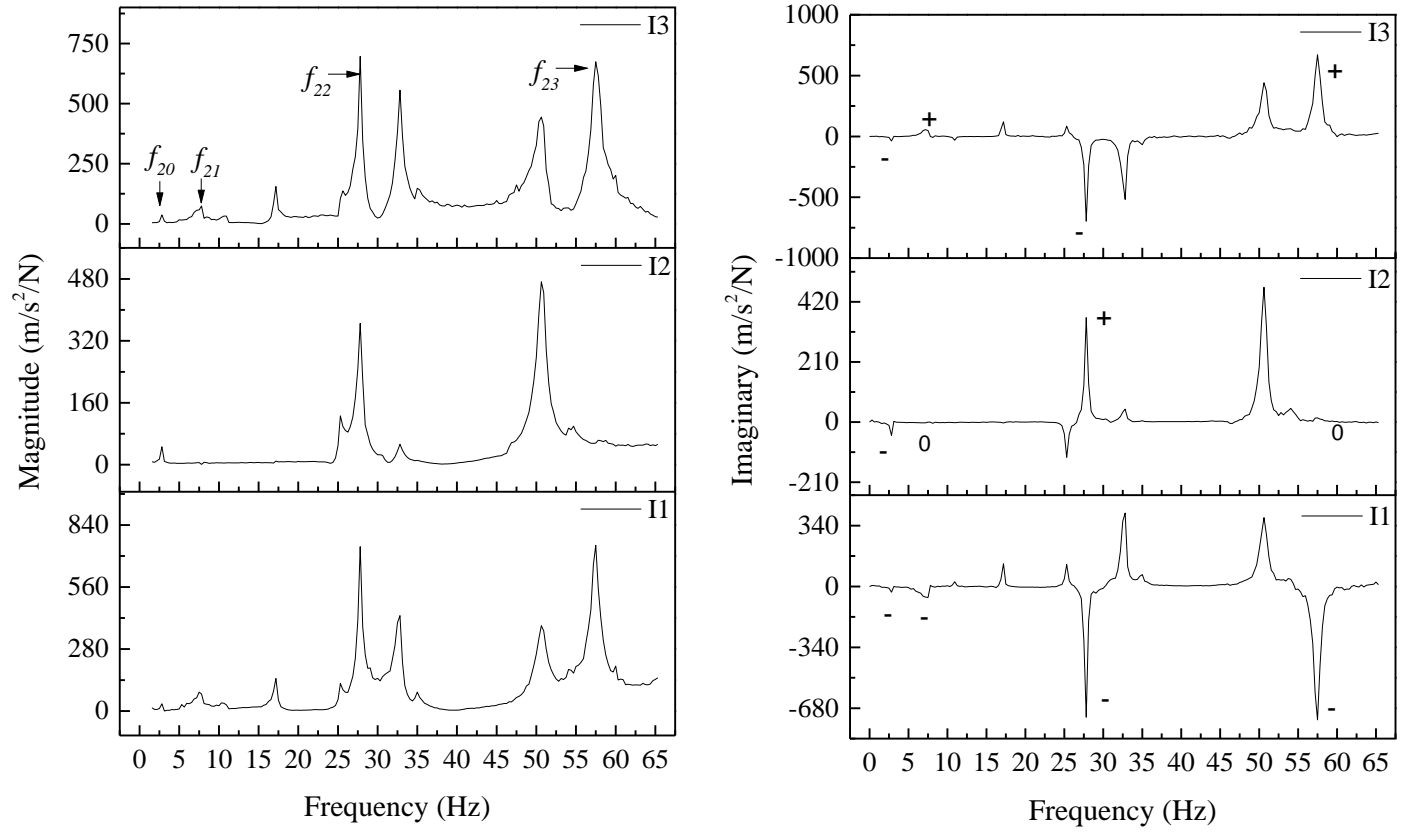 I3
750
500
250
0
f20
f21
f22
f23
I2
480
320
160
0
I1
840
560
280
0
Magnitude (m/s²/N)
0 5 10 15 20 25 30 35 40 45 50 55 60 65
Frequency (Hz)
I3
1000
500
0
-500
-1000
+
-
-
+
I2
420
210
0
-210
+
-
0
0
I1
340
0
-340
-680
-
-
-
-
Imaginary (m/s²/N)
0 5 10 15 20 25 30 35 40 45 50 55 60 65
Frequency (Hz)